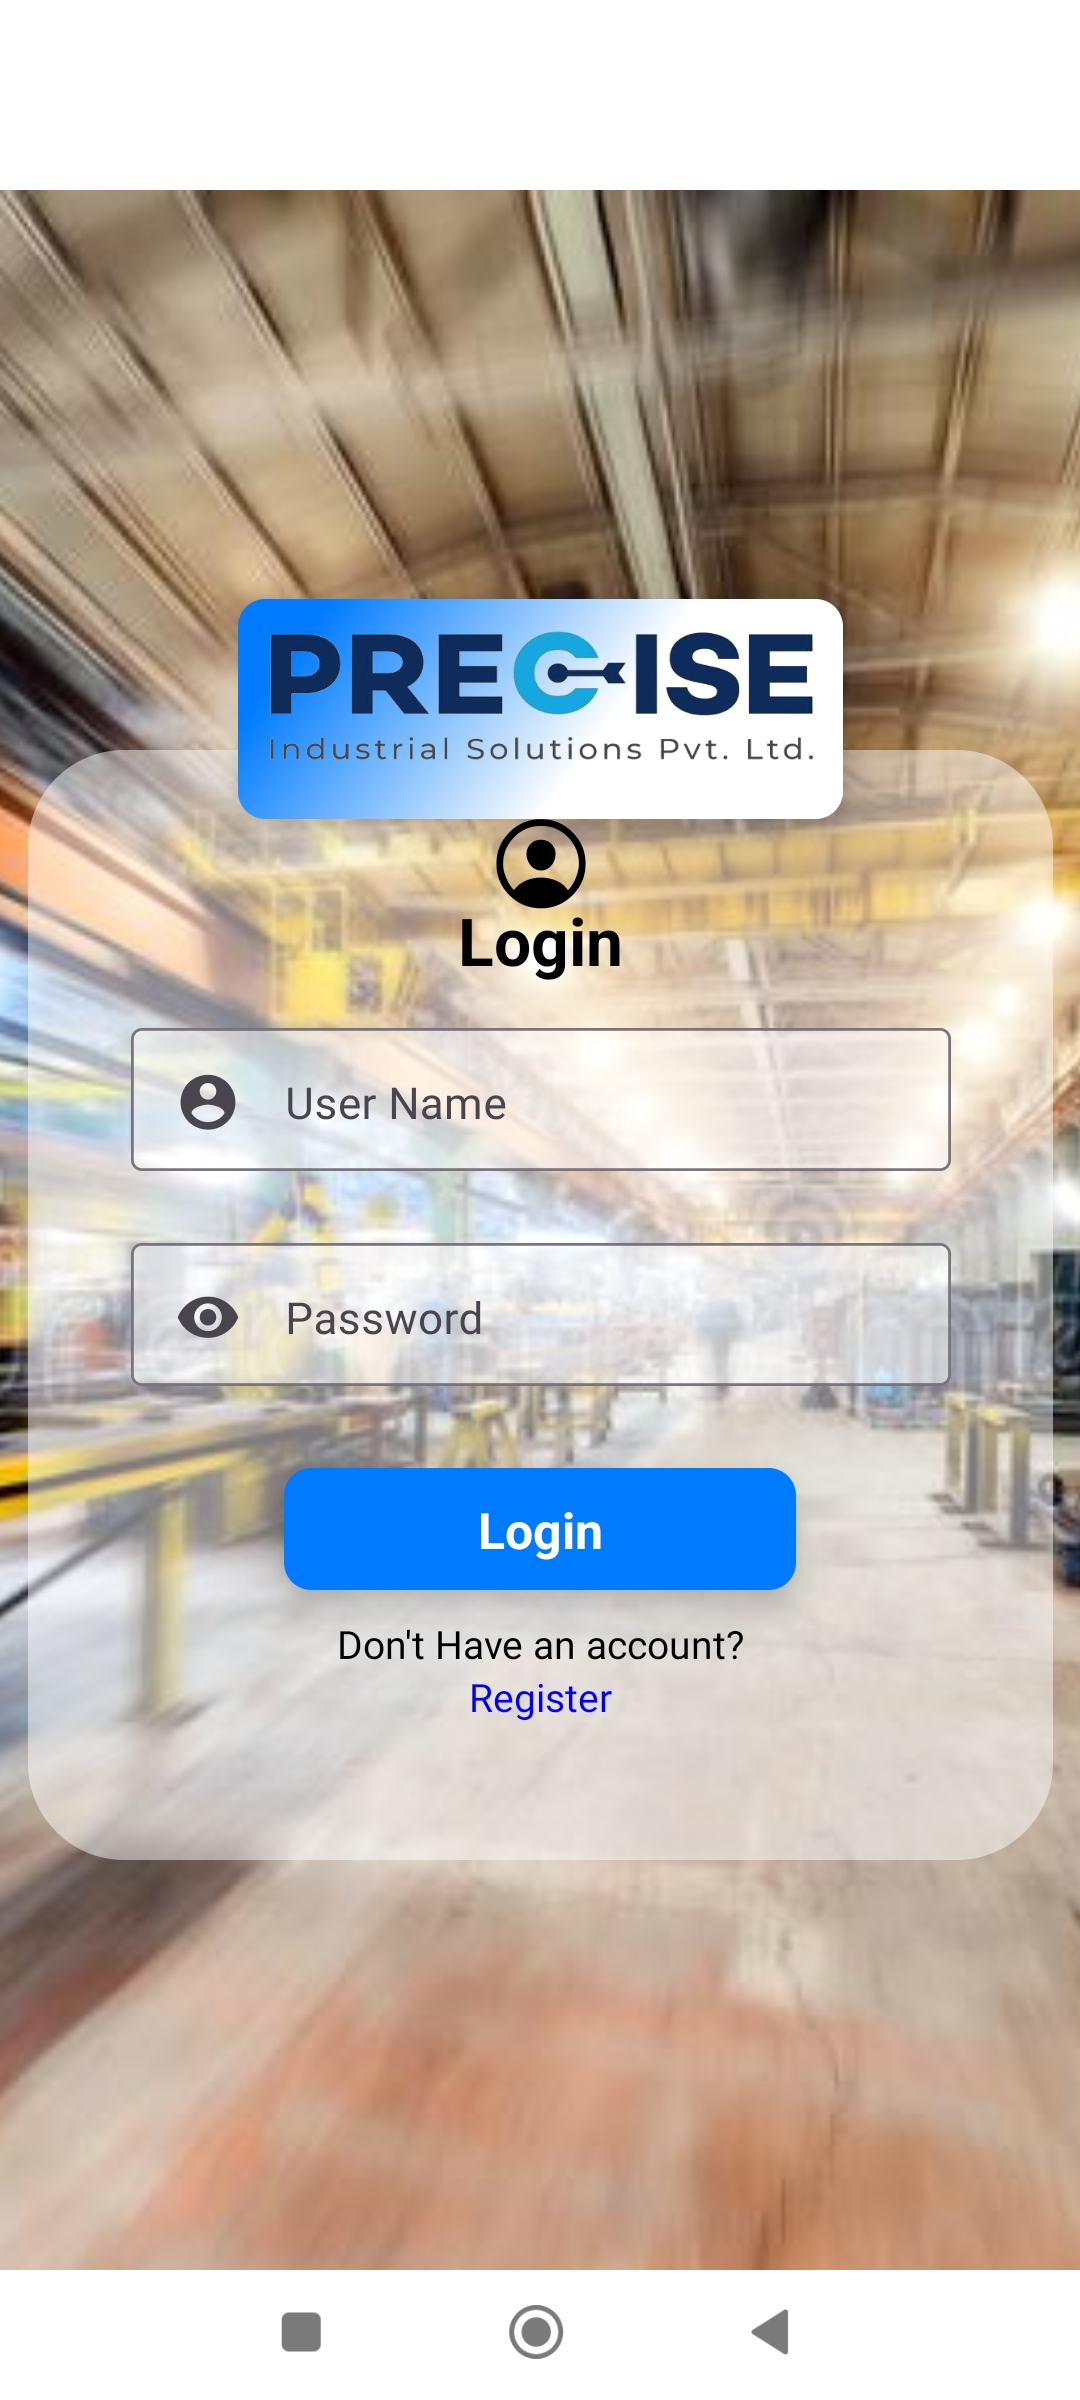 PRECISE
Industrial Solutions Pvt. Ltd.
Login
User Name
Password
Login
Don't Have an account?
Register